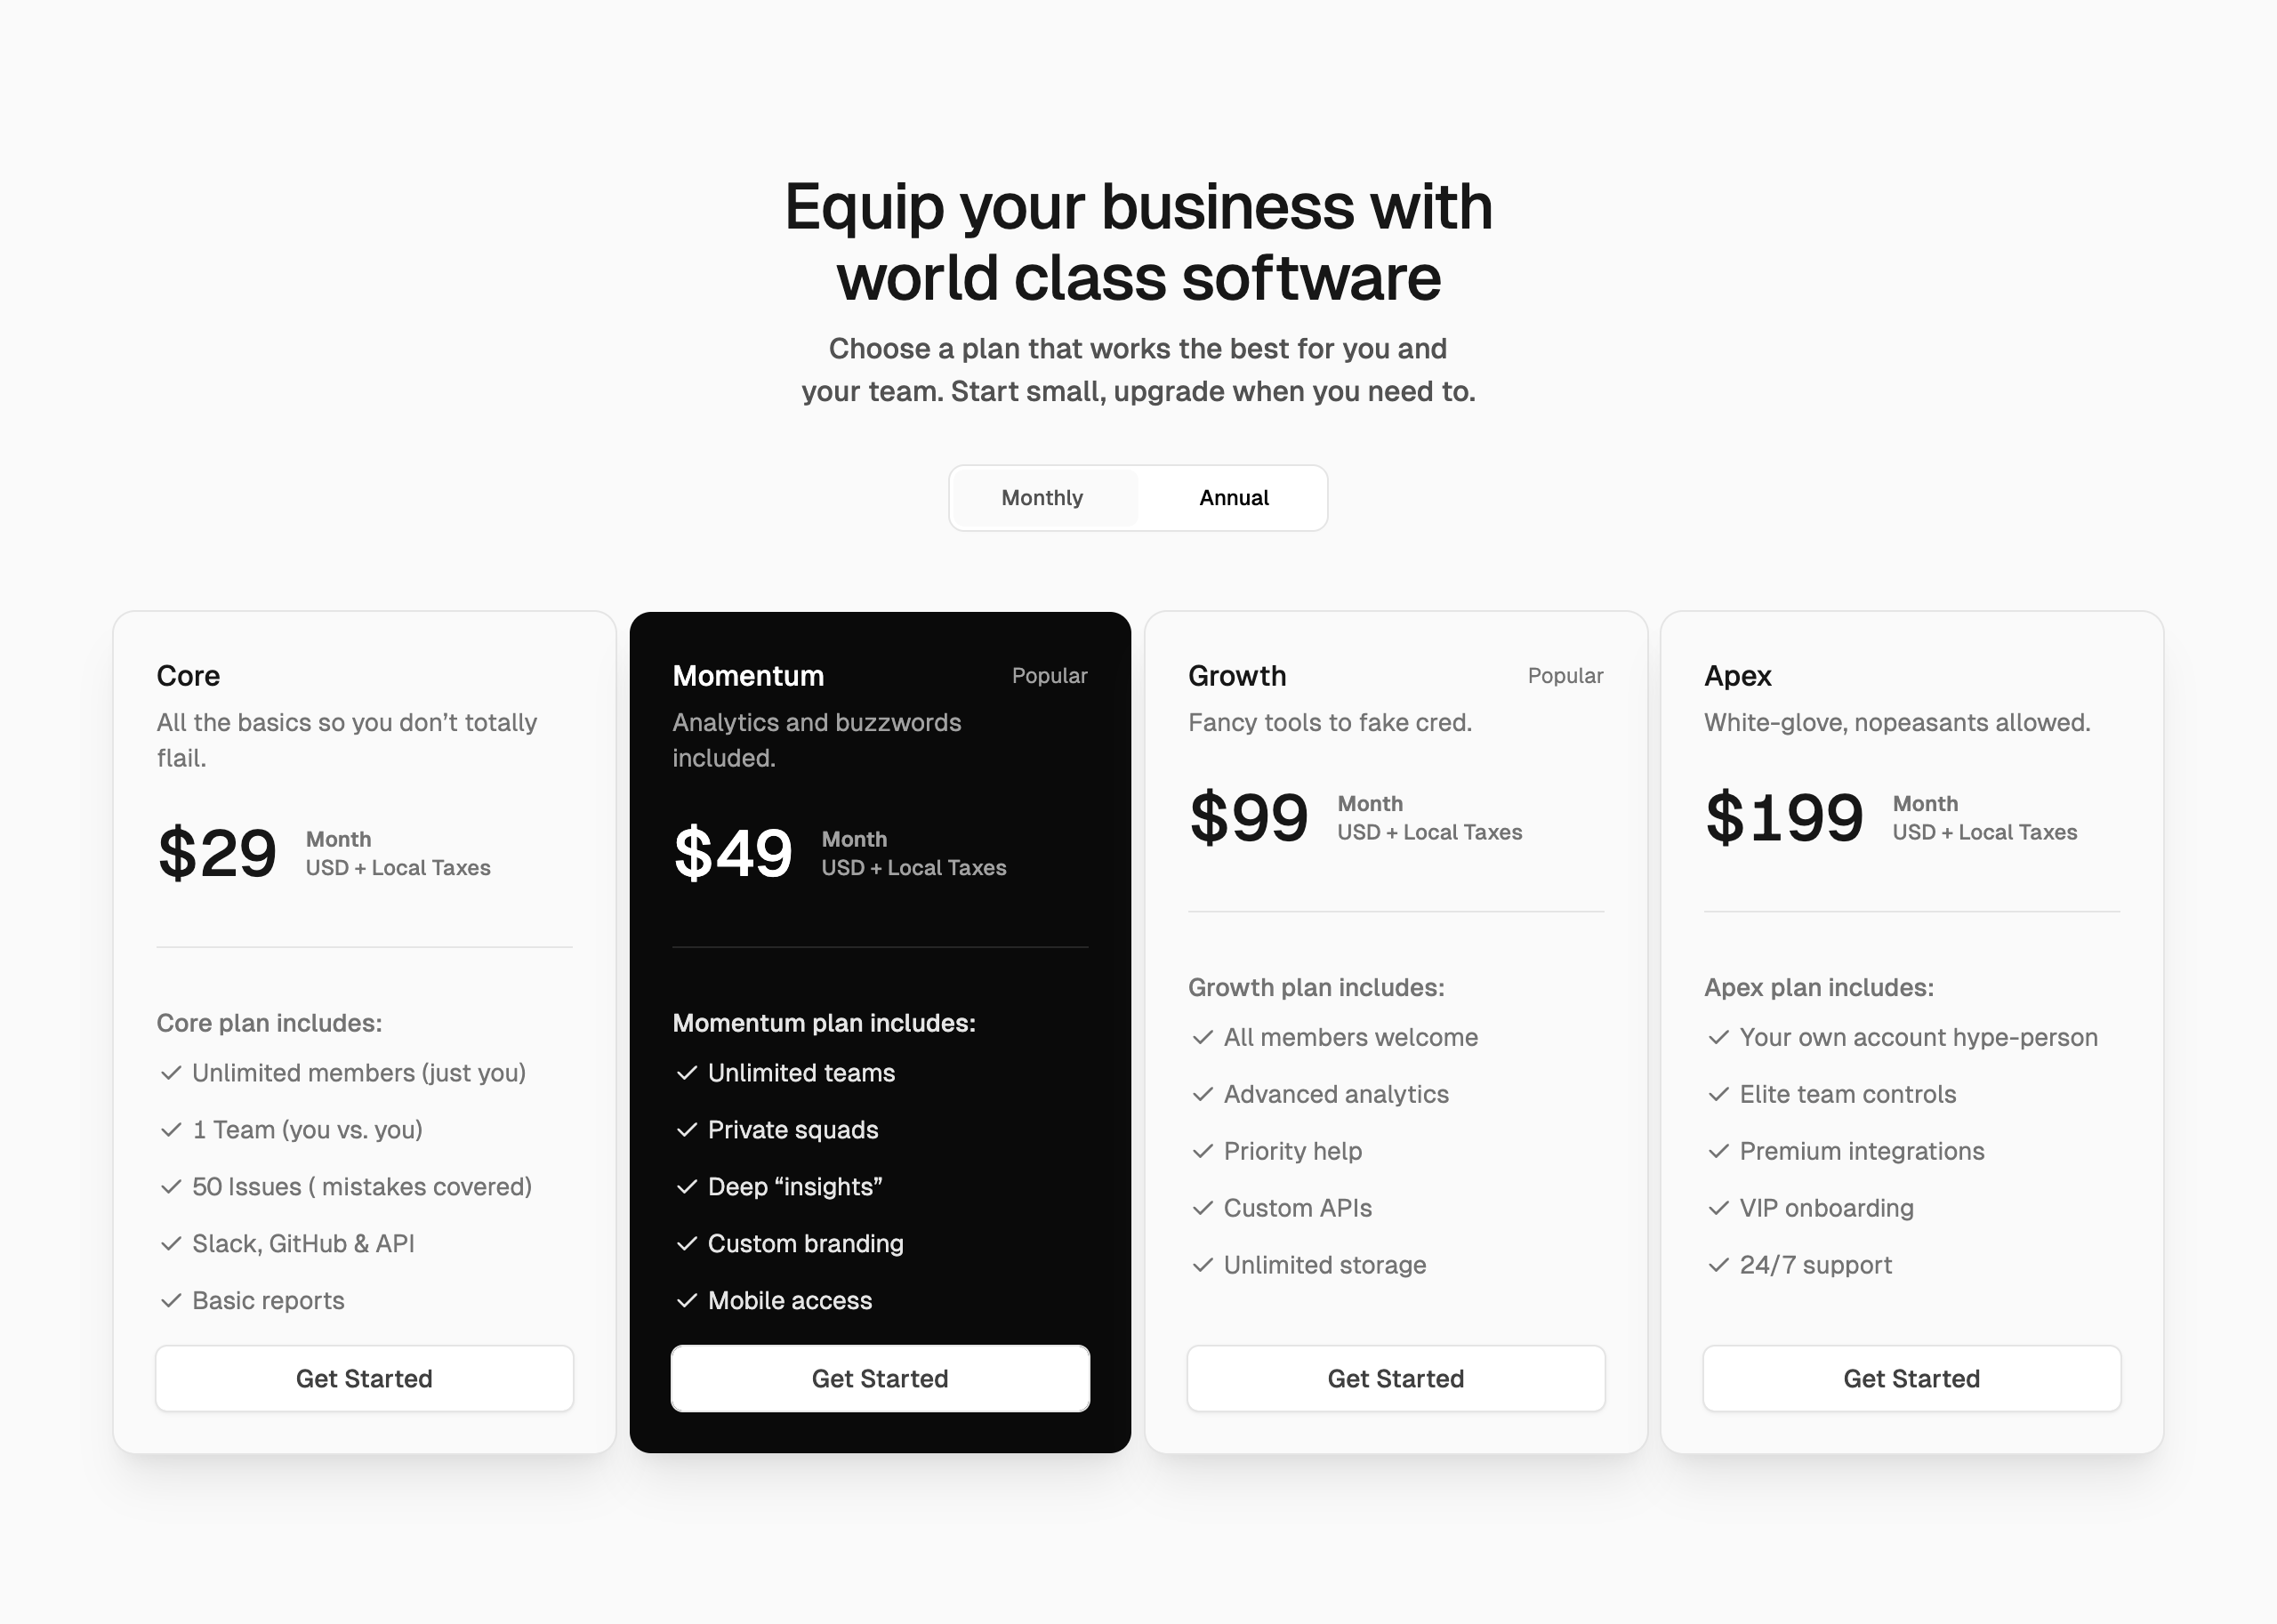 Equip your business with
world class software
Choose a plan that works the best for you and
your team. Start small, upgrade when you need to.
Monthly
Annual
Core
All the basics so you don’t totally
flail.
$29
Month
USD + Local Taxes
Core plan includes:
Unlimited members (just you)
1 Team (you vs. you)
50 Issues ( mistakes covered)
Slack, GitHub & API
Basic reports
Get Started
Momentum
Popular
Analytics and buzzwords
included.
$49
Month
USD + Local Taxes
Momentum plan includes:
Unlimited teams
Private squads
Deep “insights”
Custom branding
Mobile access
Get Started
Growth
Popular
Fancy tools to fake cred.
$99
Month
USD + Local Taxes
Growth plan includes:
All members welcome
Advanced analytics
Priority help
Custom APIs
Unlimited storage
Get Started
Apex
White-glove, nopeasants allowed.
$199
Month
USD + Local Taxes
Apex plan includes:
Your own account hype-person
Elite team controls
Premium integrations
VIP onboarding
24/7 support
Get Started